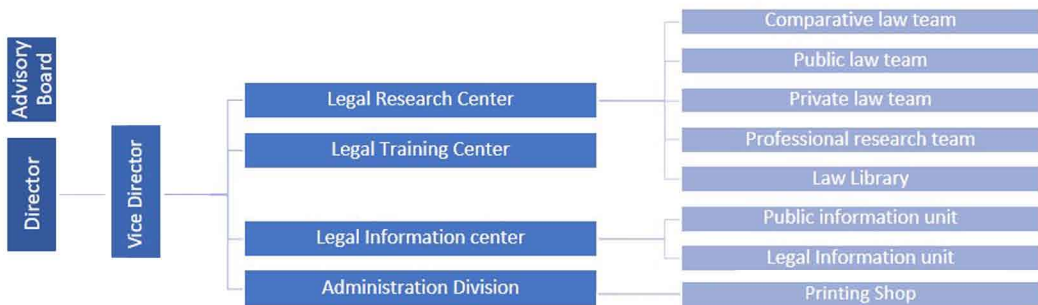 Advisory
Board
Director
Vice Director
Legal Research Center
Legal Training Center
Legal Information center
Administration Division
Comparative law team
Public law team
Private law team
Professional research team
Law Library
Public information unit
Legal Information unit
Printing Shop